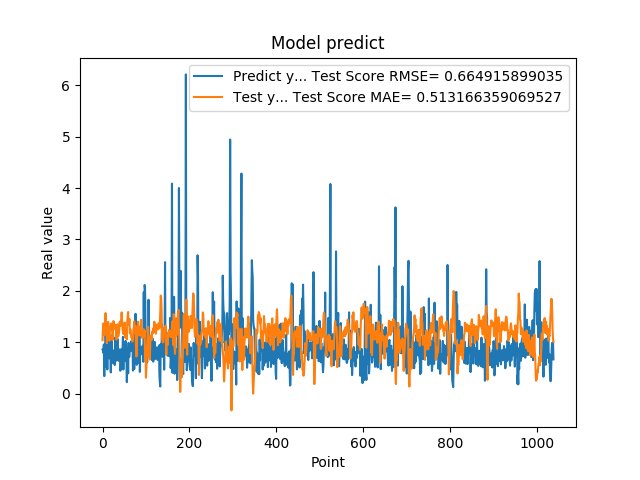 Model predict
Predict y... Test Score RMSE= 0.664915899035
Test y... Test Score MAE= 0.513166359069527
Real value
6
5
4
3
2
1
0
0 200 400 600 800 1000
Point